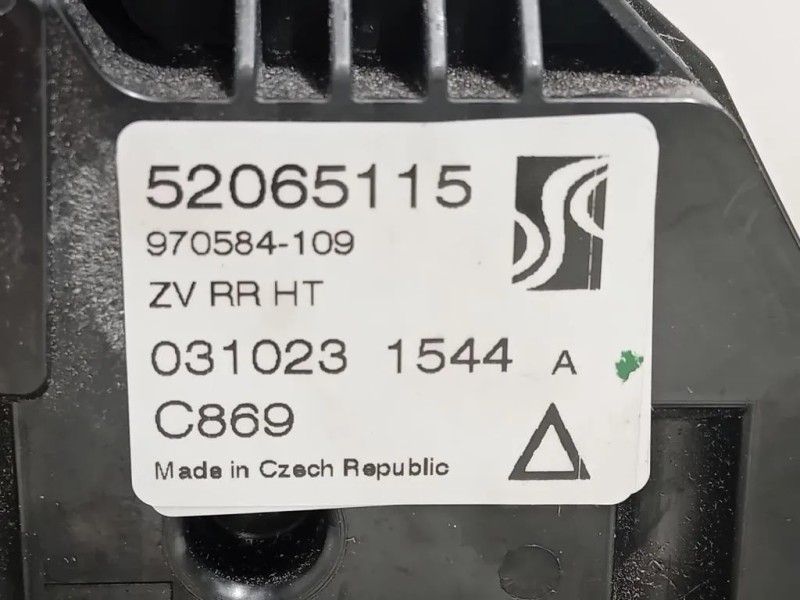 52065115
970584-109
ZV RR HT
031023 1544 A
C869
Made in Czech Republic